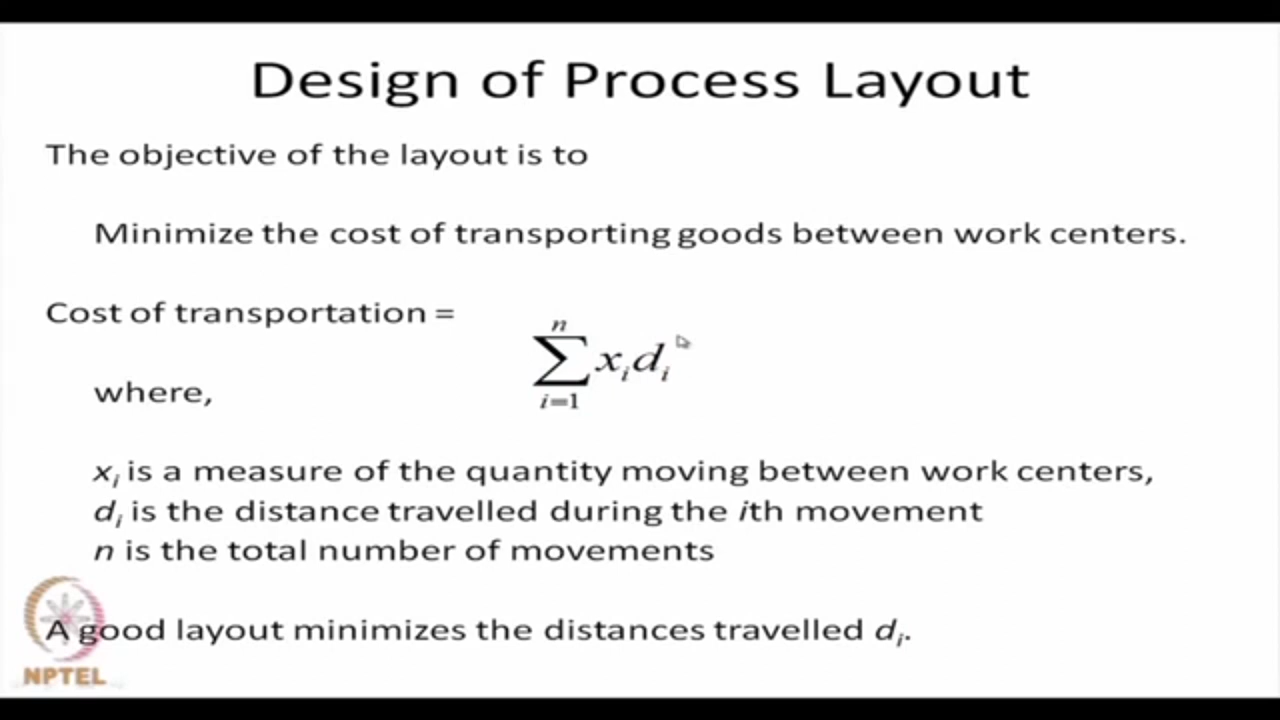 Design of Process Layout
The objective of the layout is to
Minimize the cost of transporting goods between work centers.
Cost of transportation =
n
∑ xᵢdᵢ
i=1
where,
xᵢ is a measure of the quantity moving between work centers,
dᵢ is the distance travelled during the ith movement
n is the total number of movements
A good layout minimizes the distances travelled dᵢ.
NPTEL